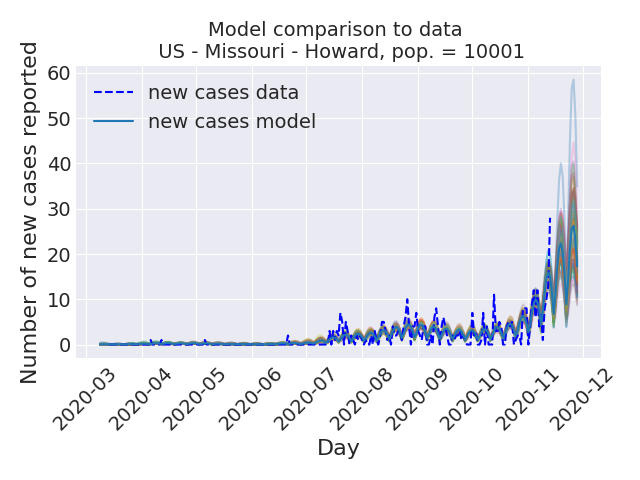 Model comparison to data
US - Missouri - Howard, pop. = 10001
Number of new cases reported
60
50
40
30
20
10
0
new cases data
new cases model
2020-03
2020-04
2020-05
2020-06
2020-07
2020-08
2020-09
2020-10
2020-11
2020-12
Day